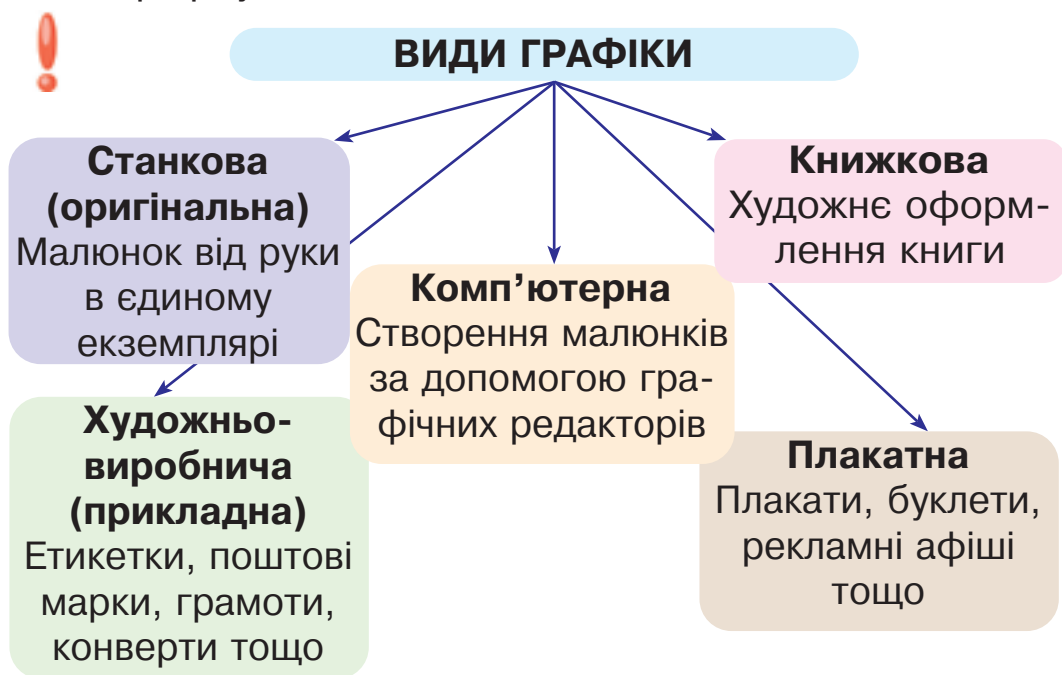 ВИДИ ГРАФІКИ
Станкова
(оригінальна)
Малюнок від руки
в єдиному
екземплярі
Книжкова
Художнє оформ-
лення книги
Комп’ютерна
Створення малюнків
за допомогою гра-
фічних редакторів
Художньо-
виробнича
(прикладна)
Етикетки, поштові
марки, грамоти,
конверти тощо
Плакатна
Плакати, буклети,
рекламні афіші
тощо